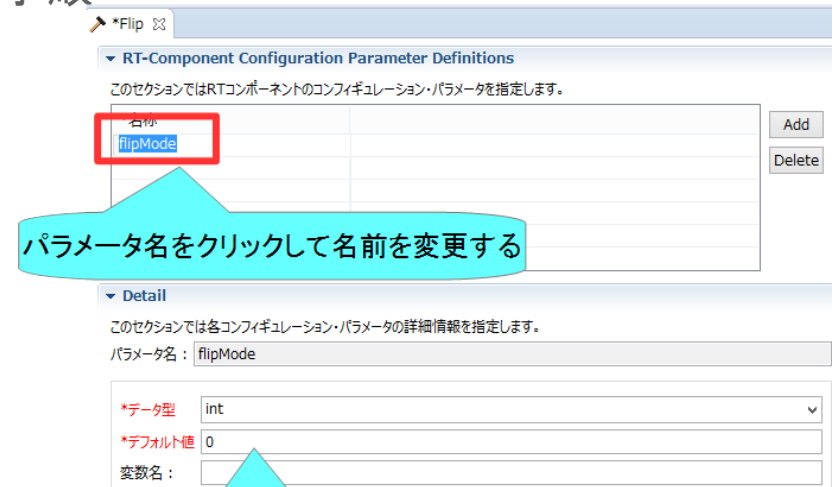 *Flip
RT-Component Configuration Parameter Definitions
このセクションではRTコンポーネントのコンフィギュレーション・パラメータを指定します。
名称
Add
flipMode
Delete
パラメータ名をクリックして名前を変更する
Detail
このセクションでは各コンフィギュレーション・パラメータの詳細情報を指定します。
パラメータ名： flipMode
*データ型 int
*デフォルト値 0
変数名：